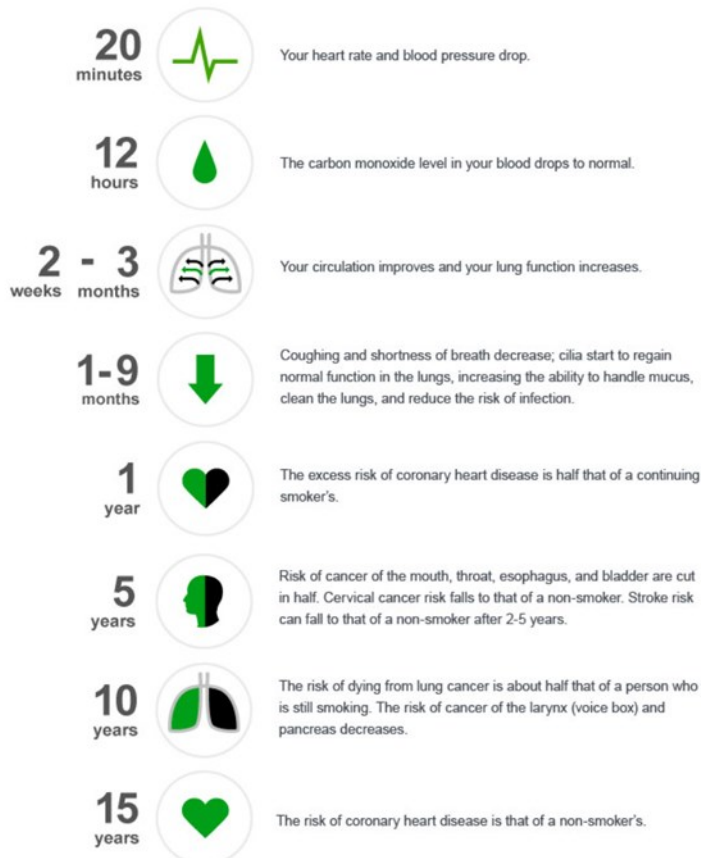 20
minutes
Your heart rate and blood pressure drop.
12
hours
The carbon monoxide level in your blood drops to normal.
2 - 3
weeks months
Your circulation improves and your lung function increases.
1-9
months
Coughing and shortness of breath decrease; cilia start to regain
normal function in the lungs, increasing the ability to handle mucus,
clean the lungs, and reduce the risk of infection.
1
year
The excess risk of coronary heart disease is half that of a continuing
smoker's.
5
years
Risk of cancer of the mouth, throat, esophagus, and bladder are cut
in half. Cervical cancer risk falls to that of a non-smoker. Stroke risk
can fall to that of a non-smoker after 2-5 years.
10
years
The risk of dying from lung cancer is about half that of a person who
is still smoking. The risk of cancer of the larynx (voice box) and
pancreas decreases.
15
years
The risk of coronary heart disease is that of a non-smoker's.